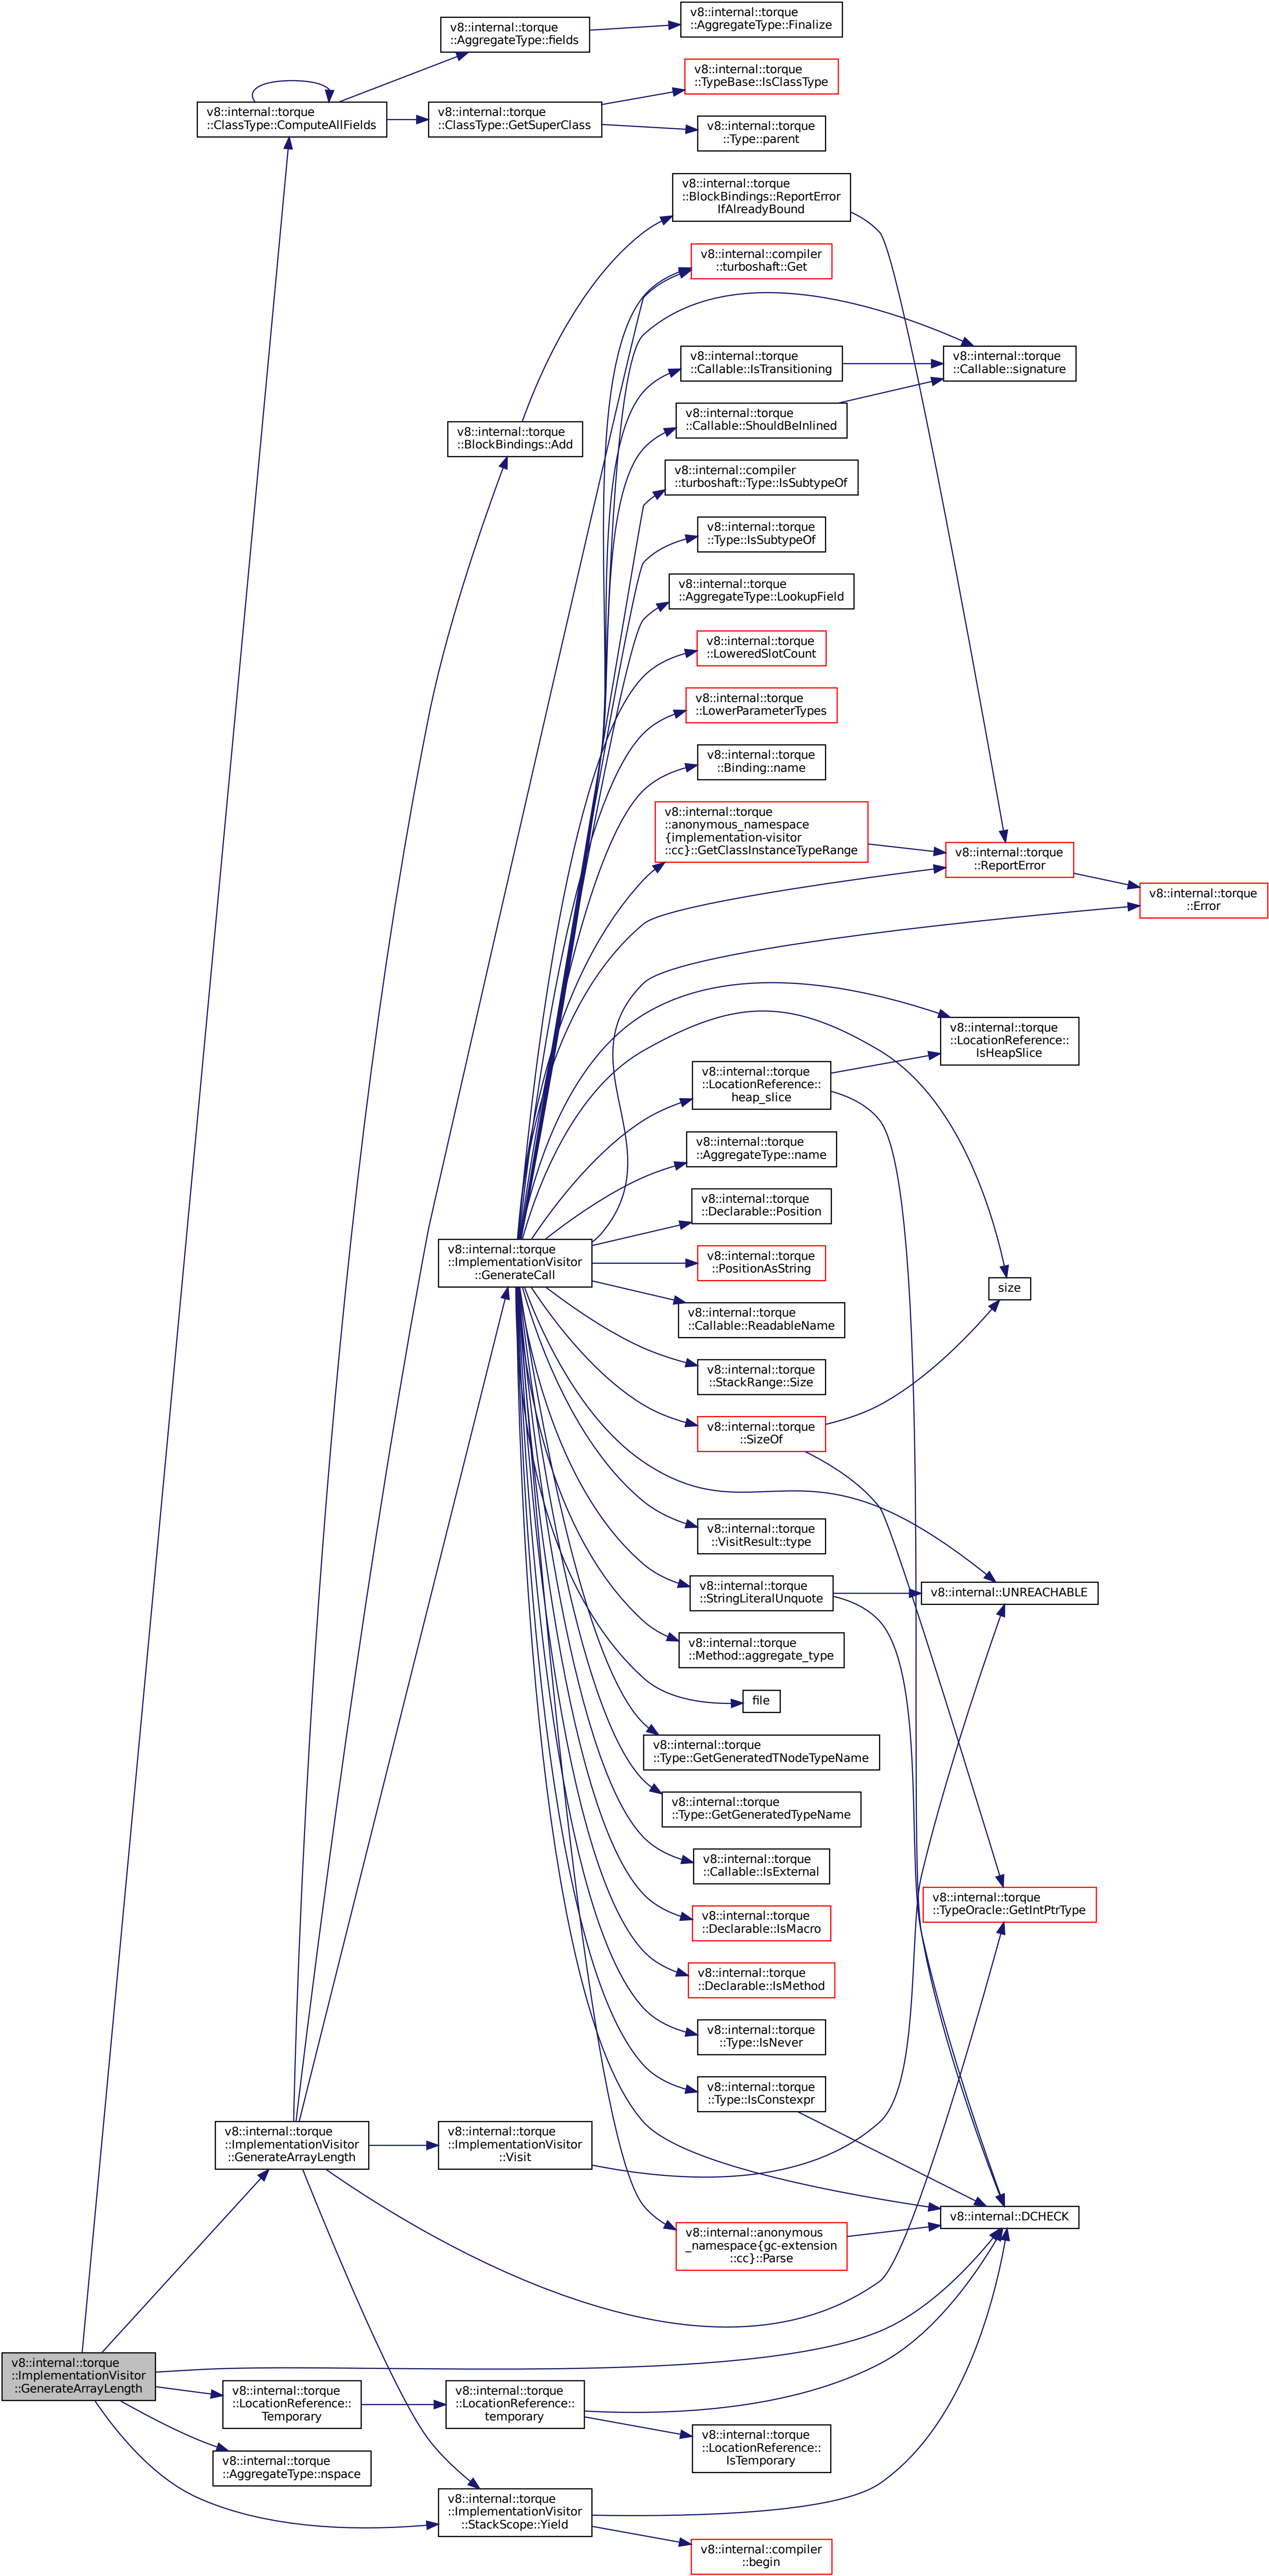 v8::internal::torque
::AggregateType::Finalize
v8::internal::torque
::AggregateType::fields
v8::internal::torque
::TypeBase::IsClassType
v8::internal::torque
::ClassType::ComputeAllFields
v8::internal::torque
::ClassType::GetSuperClass
v8::internal::torque
::Type::parent
v8::internal::torque
::BlockBindings::ReportError
IfAlreadyBound
v8::internal::compiler
::turboshaft::Get
v8::internal::torque
::Callable::IsTransitioning
v8::internal::torque
::Callable::signature
v8::internal::torque
::Callable::ShouldBeInlined
v8::internal::torque
::BlockBindings::Add
v8::internal::compiler
::turboshaft::Type::IsSubtypeOf
v8::internal::torque
::Type::IsSubtypeOf
v8::internal::torque
::AggregateType::LookupField
v8::internal::torque
::LoweredSlotCount
v8::internal::torque
::LowerParameterTypes
v8::internal::torque
::Binding::name
v8::internal::torque
::anonymous_namespace
{implementation-visitor
::cc}::GetClassInstanceTypeRange
v8::internal::torque
::ReportError
v8::internal::torque
::Error
v8::internal::torque
::LocationReference::
IsHeapSlice
v8::internal::torque
::LocationReference::
heap_slice
v8::internal::torque
::AggregateType::name
v8::internal::torque
::Declarable::Position
v8::internal::torque
::ImplementationVisitor
::GenerateCall
v8::internal::torque
::PositionAsString
size
v8::internal::torque
::Callable::ReadableName
v8::internal::torque
::StackRange::Size
v8::internal::torque
::SizeOf
v8::internal::torque
::VisitResult::type
v8::internal::torque
::StringLiteralUnquote
v8::internal::UNREACHABLE
v8::internal::torque
::Method::aggregate_type
file
v8::internal::torque
::Type::GetGeneratedTNodeTypeName
v8::internal::torque
::Type::GetGeneratedTypeName
v8::internal::torque
::Callable::IsExternal
v8::internal::torque
::TypeOracle::GetIntPtrType
v8::internal::torque
::Declarable::IsMacro
v8::internal::torque
::Declarable::IsMethod
v8::internal::torque
::Type::IsNever
v8::internal::torque
::Type::IsConstexpr
v8::internal::torque
::ImplementationVisitor
::GenerateArrayLength
v8::internal::torque
::ImplementationVisitor
::Visit
v8::internal::DCHECK
v8::internal::anonymous
_namespace{gc-extension
::cc}::Parse
v8::internal::torque
::ImplementationVisitor
::GenerateArrayLength
v8::internal::torque
::LocationReference::
Temporary
v8::internal::torque
::LocationReference::
temporary
v8::internal::torque
::LocationReference::
IsTemporary
v8::internal::torque
::AggregateType::nspace
v8::internal::torque
::ImplementationVisitor
::StackScope::Yield
v8::internal::compiler
::begin